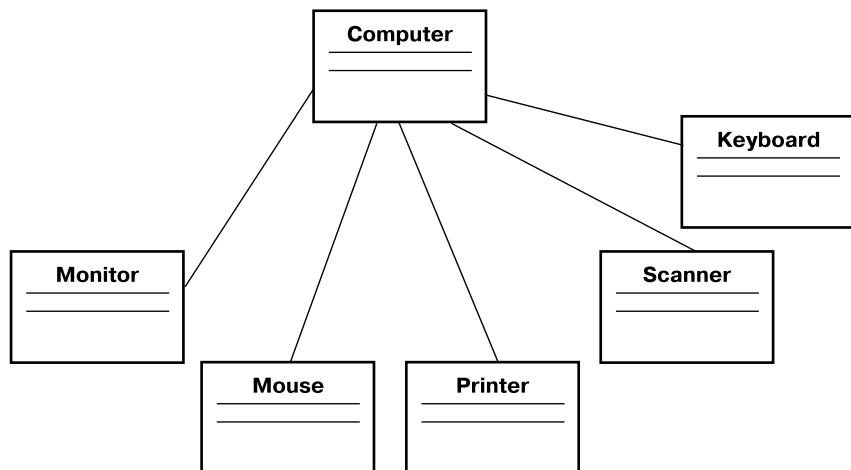 Computer
Keyboard
Monitor
Scanner
Mouse
Printer